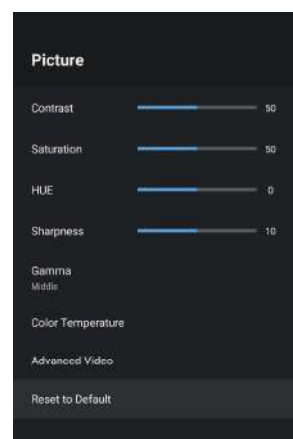 Picture
Contrast 50
Saturation 50
HUE 0
Sharpness 10
Gamma
Middle
Color Temperature
Advanced Video
Reset to Default